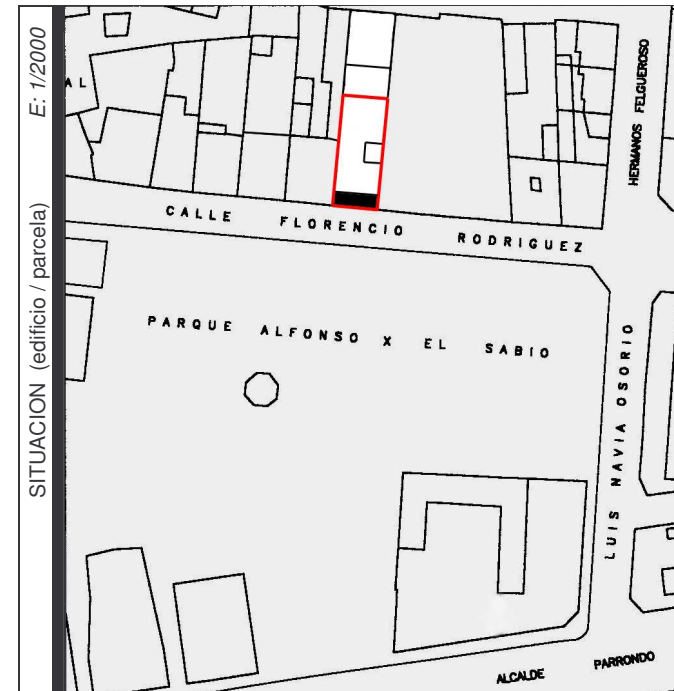 SITUACION (edificio / parcela) E: 1/2000
A L
HERMANOS FELGUEROSO
CALLE FLORENCIO RODRIGUEZ
PARQUE ALFONSO X EL SABIO
LUIS NAVIA OSORIO
ALCALDE PARRONDO